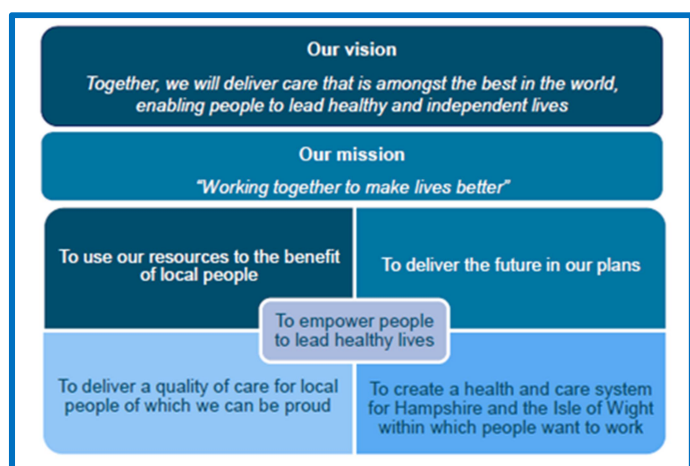 Our vision
Together, we will deliver care that is amongst the best in the world,
enabling people to lead healthy and independent lives
Our mission
“Working together to make lives better”
To use our resources to the benefit
of local people
To deliver the future in our plans
To empower people
to lead healthy lives
To deliver a quality of care for local
people of which we can be proud
To create a health and care system
for Hampshire and the Isle of Wight
within which people want to work